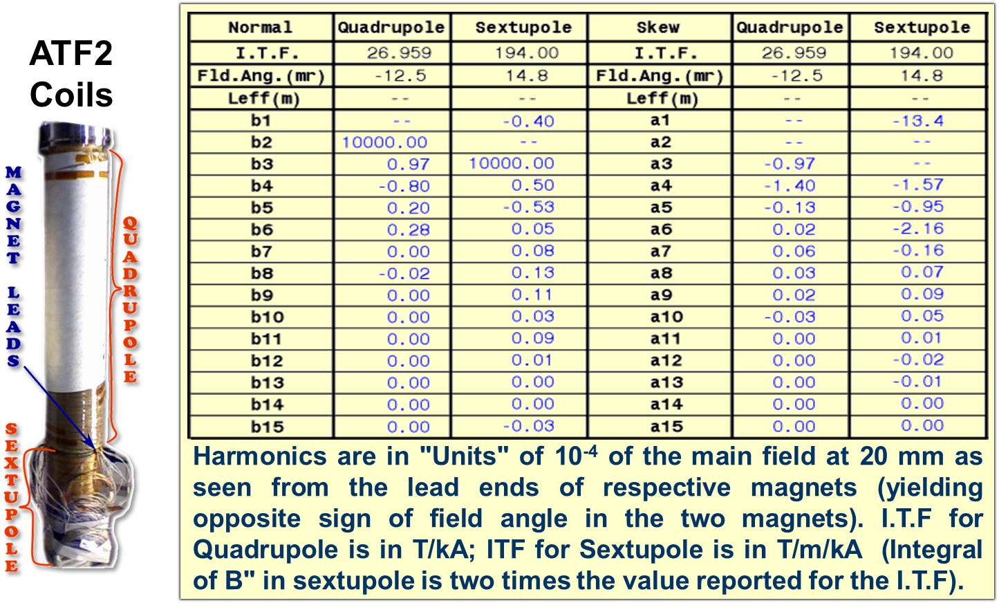 ATF2
Coils
MAGNET LEADS
QUADRUPOLE
SEXTUPOLE
Normal Quadrupole Sextupole Skew Quadrupole Sextupole
I.T.F. 26.959 194.00 I.T.F. 26.959 194.00
Fld.Ang.(mr) -12.5 14.8 Fld.Ang.(mr) -12.5 14.8
Leff(m) -- -- Leff(m) -- --
b1 -- -0.40 a1 -- -13.4
b2 10000.00 -- a2 -- --
b3 0.97 10000.00 a3 -0.97 --
b4 -0.80 0.50 a4 -1.40 -1.57
b5 0.20 -0.53 a5 -0.13 -0.95
b6 0.28 0.05 a6 0.02 -2.16
b7 0.00 0.08 a7 0.06 -0.16
b8 -0.02 0.13 a8 0.03 0.07
b9 0.00 0.11 a9 0.02 0.09
b10 0.00 0.03 a10 -0.03 0.05
b11 0.00 0.09 a11 0.00 0.01
b12 0.00 0.01 a12 0.00 -0.02
b13 0.00 0.00 a13 0.00 -0.01
b14 0.00 0.00 a14 0.00 0.00
b15 0.00 -0.03 a15 0.00 0.00
Harmonics are in "Units" of 10-4 of the main field at 20 mm as
seen from the lead ends of respective magnets (yielding
opposite sign of field angle in the two magnets). I.T.F for
Quadrupole is in T/kA; ITF for Sextupole is in T/m/kA (Integral
of B" in sextupole is two times the value reported for the I.T.F).